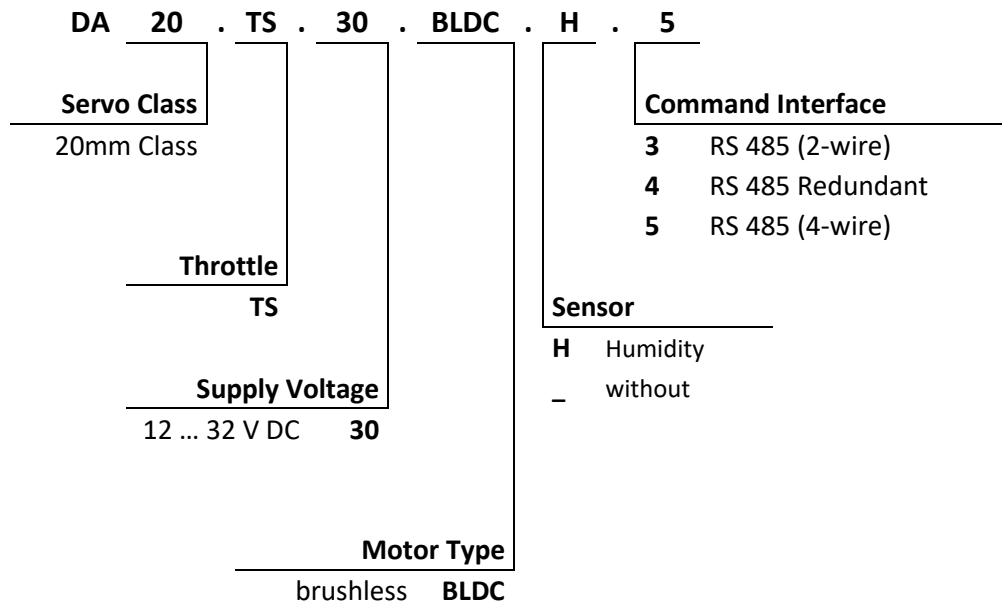 DA 20 . TS . 30 . BLDC . H . 5
Servo Class
20mm Class
Command Interface
3 RS 485 (2-wire)
4 RS 485 Redundant
5 RS 485 (4-wire)
Throttle
TS
Sensor
H Humidity
_ without
Supply Voltage
12 ... 32 V DC 30
Motor Type
brushless BLDC